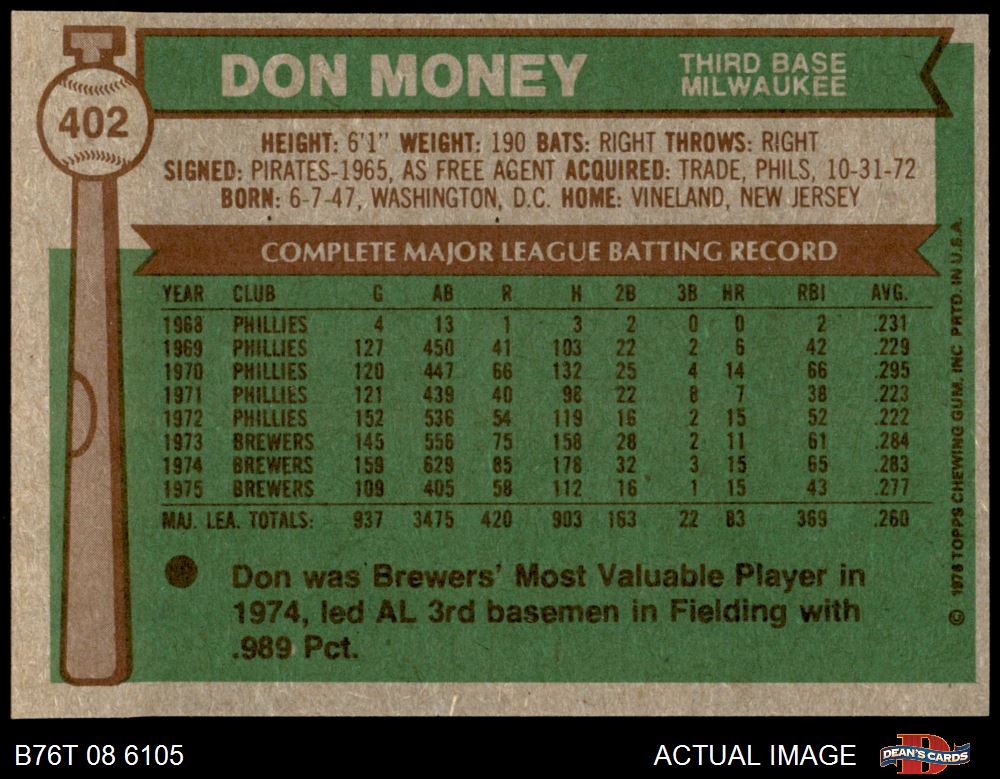 402
DON MONEY
THIRD BASE
MILWAUKEE
HEIGHT: 6'1" WEIGHT: 190 BATS: RIGHT THROWS: RIGHT
SIGNED: PIRATES-1965, AS FREE AGENT ACQUIRED: TRADE, PHILS, 10-31-72
BORN: 6-7-47, WASHINGTON, D.C. HOME: VINELAND, NEW JERSEY
COMPLETE MAJOR LEAGUE BATTING RECORD
YEAR CLUB G AB R H 2B 3B HR RBI AVG.
1968 PHILLIES 4 13 1 3 2 0 0 2 .231
1969 PHILLIES 127 450 41 103 22 2 6 42 .229
1970 PHILLIES 120 447 66 132 25 4 14 66 .295
1971 PHILLIES 121 439 40 98 22 8 7 38 .223
1972 PHILLIES 152 536 54 119 16 2 15 52 .222
1973 BREWERS 145 556 75 158 28 2 11 61 .284
1974 BREWERS 159 629 85 178 32 3 15 65 .283
1975 BREWERS 109 405 58 112 16 1 15 43 .277
MAJ. LEA. TOTALS: 937 3475 420 903 163 22 83 369 .260
Don was Brewers' Most Valuable Player in
1974, led AL 3rd basemen in Fielding with
.989 Pct.
© 1976 TOPPS CHEWING GUM, INC PRTD. IN U.S.A.
B76T 08 6105
ACTUAL IMAGE
DEAN'S CARDS